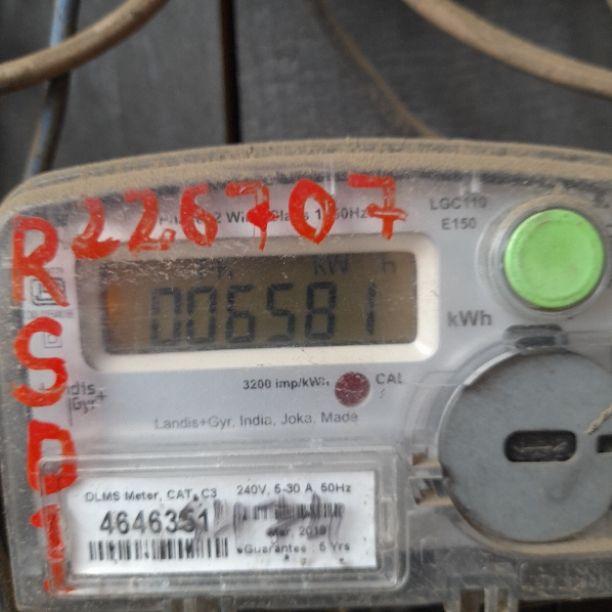 226707
LGC110
E150
RSDI
kW h
006581
kWh
3200 imp/kWh
CAL
Landis+Gyr, India, Joka, Made
DLMS Meter, CAT. C3 240V, 5-30 A, 50Hz
4646351
Guarantee : 5 Yrs